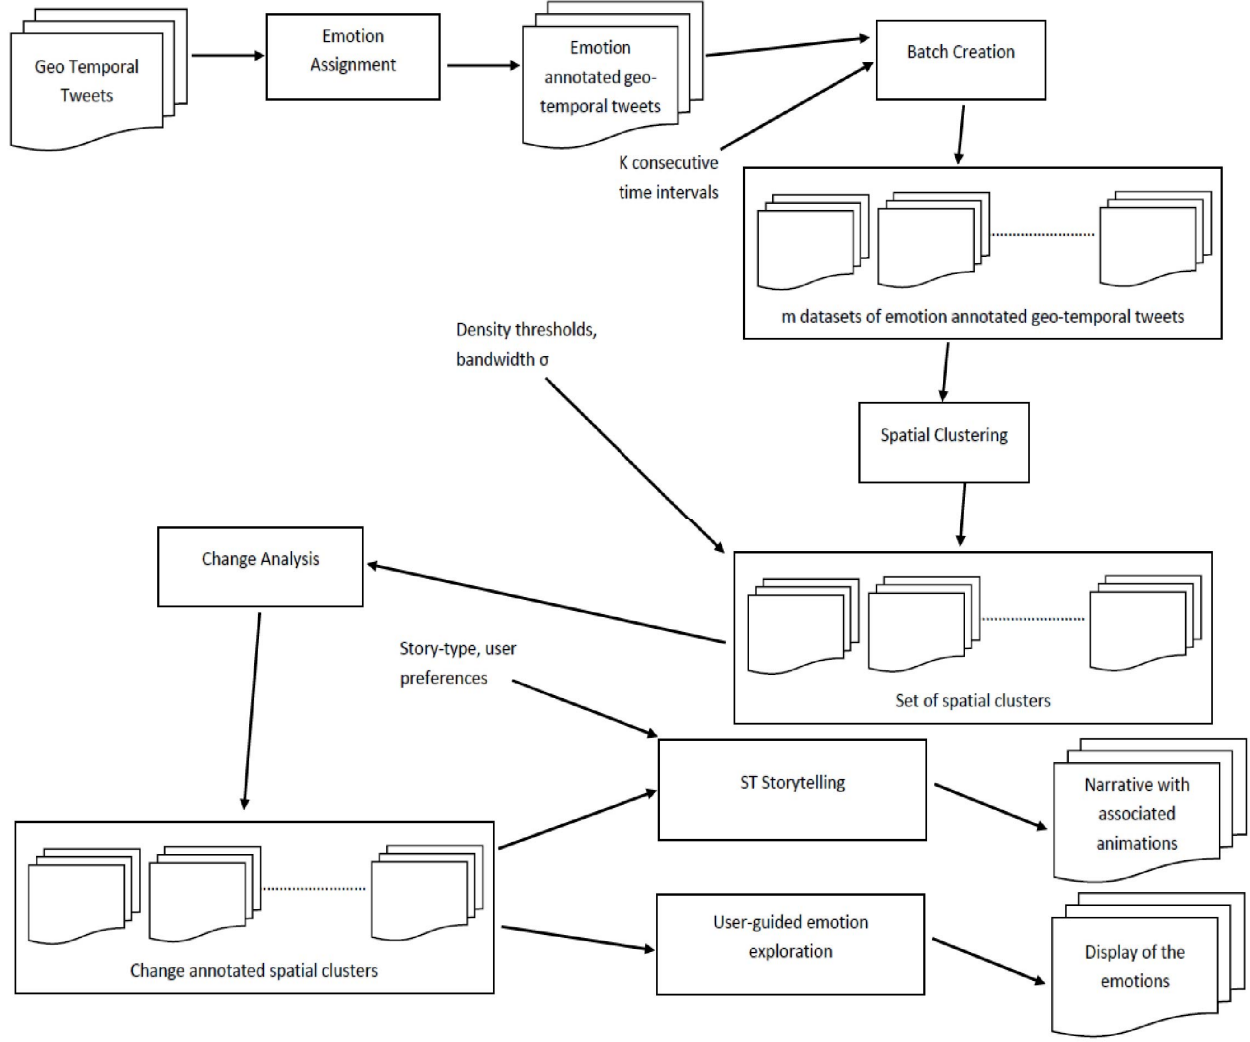 Geo Temporal
Tweets
Emotion
Assignment
Emotion
annotated geo-
temporal tweets
Batch Creation
K consecutive
time intervals
m datasets of emotion annotated geo-temporal tweets
Density thresholds,
bandwidth σ
Spatial Clustering
Change Analysis
Set of spatial clusters
Story-type, user
preferences
ST Storytelling
Narrative with
associated
animations
Change annotated spatial clusters
User-guided emotion
exploration
Display of the
emotions